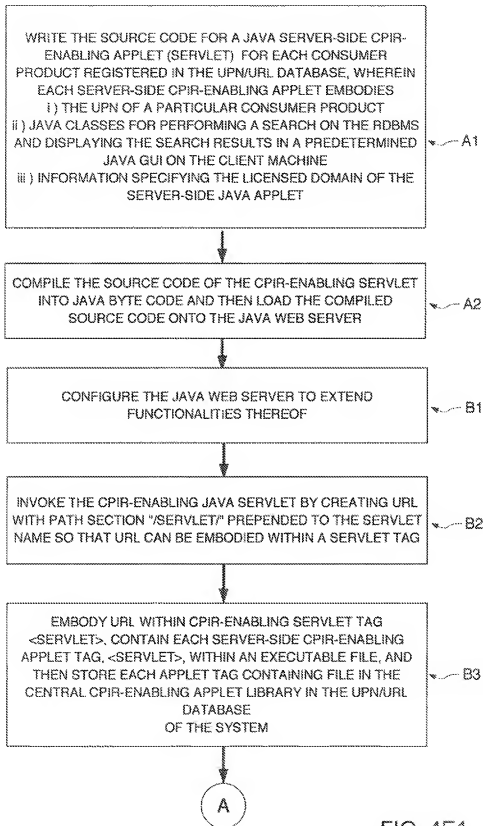 WRITE THE SOURCE CODE FOR A JAVA SERVER-SIDE CPIR-
ENABLING APPLET (SERVLET) FOR EACH CONSUMER
PRODUCT REGISTERED IN THE UPN/URL DATABASE, WHEREIN
EACH SERVER-SIDE CPIR-ENABLING APPLET EMBODIES
i ) THE UPN OF A PARTICULAR CONSUMER PRODUCT
ii ) JAVA CLASSES FOR PERFORMING A SEARCH ON THE RDBMS
AND DISPLAYING THE SEARCH RESULTS IN A PREDETERMINED
JAVA GUI ON THE CLIENT MACHINE
iii ) INFORMATION SPECIFYING THE LICENSED DOMAIN OF THE
SERVER-SIDE JAVA APPLET
A1
COMPILE THE SOURCE CODE OF THE CPIR-ENABLING SERVLET
INTO JAVA BYTE CODE AND THEN LOAD THE COMPILED
SOURCE CODE ONTO THE JAVA WEB SERVER
A2
CONFIGURE THE JAVA WEB SERVER TO EXTEND
FUNCTIONALITIES THEREOF
B1
INVOKE THE CPIR-ENABLING JAVA SERVLET BY CREATING URL
WITH PATH SECTION "/SERVLET/" PREPENDED TO THE SERVLET
NAME SO THAT URL CAN BE EMBODIED WITHIN A SERVLET TAG
B2
EMBODY URL WITHIN CPIR-ENABLING SERVLET TAG
<SERVLET>, CONTAIN EACH SERVER-SIDE CPIR-ENABLING
APPLET TAG, <SERVLET>, WITHIN AN EXECUTABLE FILE, AND
THEN STORE EACH APPLET TAG CONTAINING FILE IN THE
CENTRAL CPIR-ENABLING APPLET LIBRARY IN THE UPN/URL
DATABASE
OF THE SYSTEM
B3
A
FIG. 4E1